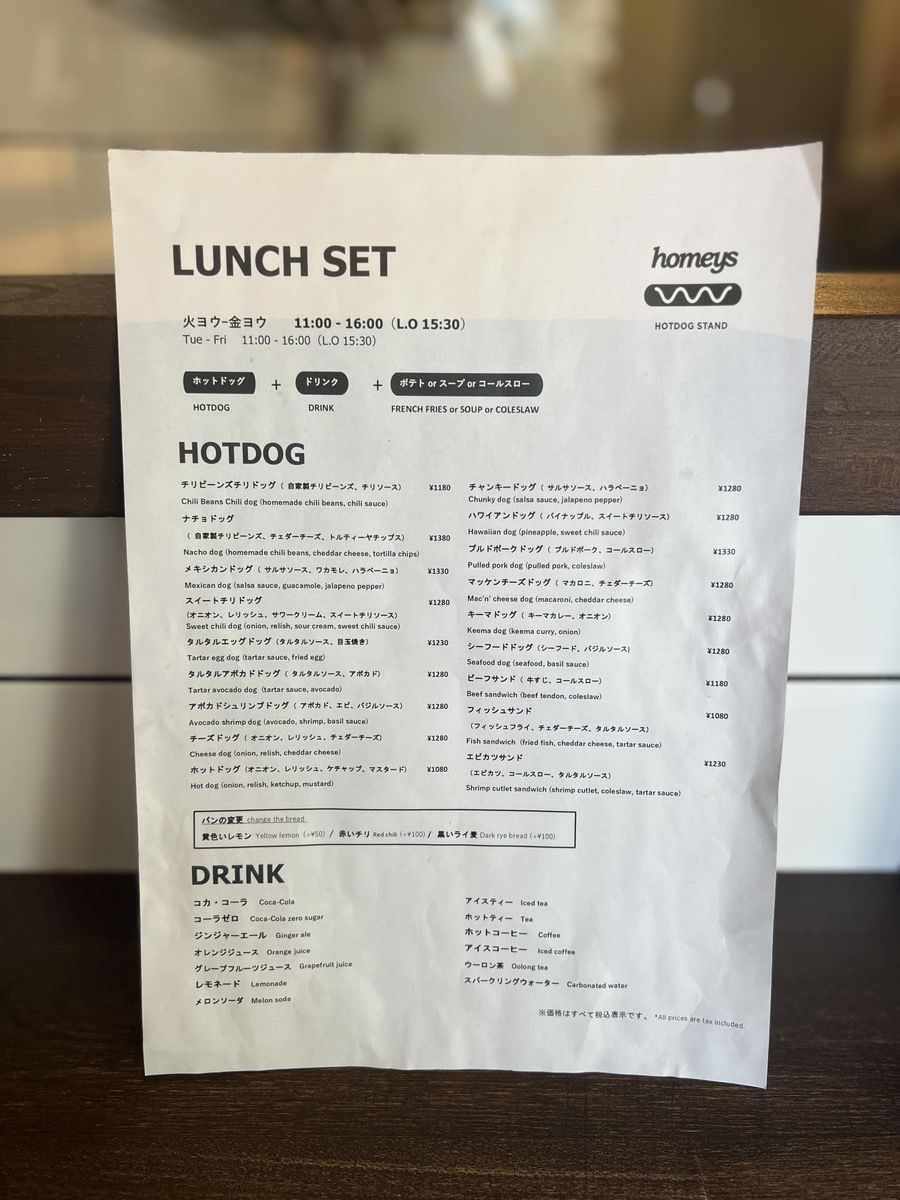 LUNCH SET
homeys
HOTDOG STAND
火ヨウ-金ヨウ 11:00 - 16:00（L.O 15:30）
Tue - Fri 11:00 - 16:00（L.O 15:30）
ホットドッグ + ドリンク + ポテト or スープ or コールスロー
HOTDOG DRINK FRENCH FRIES or SOUP or COLESLAW
HOTDOG
チリビーンズチリドッグ（ 自家製チリビーンズ、チリソース） ¥1180
Chili Beans Chili dog (homemade chili beans, chili sauce)
ナチョドッグ
（ 自家製チリビーンズ、チェダーチーズ、トルティーヤチップス） ¥1380
Nacho dog (homemade chili beans, cheddar cheese, tortilla chips)
メキシカンドッグ（ サルサソース、ワカモレ、ハラペーニョ） ¥1330
Mexican dog (salsa sauce, guacamole, jalapeno pepper)
スイートチリドッグ ¥1280
（オニオン、レリッシュ、サワークリーム、スイートチリソース）
Sweet chili dog (onion, relish, sour cream, sweet chili sauce)
タルタルエッグドッグ（タルタルソース、目玉焼き） ¥1230
Tartar egg dog (tartar sauce, fried egg)
タルタルアボカドドッグ（ タルタルソース、アボカド） ¥1280
Tartar avocado dog (tartar sauce, avocado)
アボカドシュリンプドッグ（ アボカド、エビ、バジルソース） ¥1280
Avocado shrimp dog (avocado, shrimp, basil sauce)
チーズドッグ（ オニオン、レリッシュ、チェダーチーズ） ¥1280
Cheese dog (onion, relish, cheddar cheese)
ホットドッグ（オニオン、レリッシュ、ケチャップ、マスタード） ¥1080
Hot dog (onion, relish, ketchup, mustard)
チャンキードッグ（ サルサソース、ハラペーニョ） ¥1280
Chunky dog (salsa sauce, jalapeno pepper)
ハワイアンドッグ（ パイナップル、スイートチリソース） ¥1280
Hawaiian dog (pineapple, sweet chili sauce)
プルドポークドッグ（ プルドポーク、コールスロー） ¥1330
Pulled pork dog (pulled pork, coleslaw)
マッケンチーズドッグ（ マカロニ、チェダーチーズ） ¥1280
Mac'n' cheese dog (macaroni, cheddar cheese)
キーマドッグ（ キーマカレー、オニオン） ¥1280
Keema dog (keema curry, onion)
シーフードドッグ（シーフード、バジルソース） ¥1280
Seafood dog (seafood, basil sauce)
ビーフサンド（ 牛すじ、コールスロー） ¥1180
Beef sandwich (beef tendon, coleslaw)
フィッシュサンド ¥1080
（フィッシュフライ、チェダーチーズ、タルタルソース）
Fish sandwich (fried fish, cheddar cheese, tartar sauce)
エビカツサンド ¥1230
（エビカツ、コールスロー、タルタルソース）
Shrimp cutlet sandwich (shrimp cutlet, coleslaw, tartar sauce)
パンの変更 change the bread
黄色いレモン Yellow lemon (+¥50) / 赤いチリ Red chili (+¥100) / 黒いライ麦 Dark rye bread (+¥100)
DRINK
コカ・コーラ Coca-Cola
コーラゼロ Coca-Cola zero sugar
ジンジャーエール Ginger ale
オレンジジュース Orange juice
グレープフルーツジュース Grapefruit juice
レモネード Lemonade
メロンソーダ Melon soda
アイスティー Iced tea
ホットティー Tea
ホットコーヒー Coffee
アイスコーヒー Iced coffee
ウーロン茶 Oolong tea
スパークリングウォーター Carbonated water
※価格はすべて税込表示です。 *All prices are tax included.